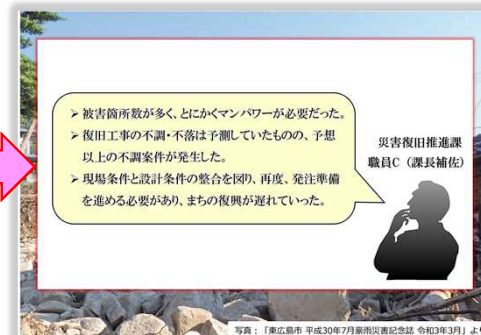 ➢ 被害箇所数が多く、とにかくマンパワーが必要だった。
➢ 復旧工事の不調・不落は予測していたものの、予想
以上の不調案件が発生した。
➢ 現場条件と設計条件の整合を図り、再度、発注準備
を進める必要があり、まちの復興が遅れていった。
災害復旧推進課
職員C（課長補佐）
写真：「東広島市 平成30年7月豪雨災害記念誌 令和3年3月」よ